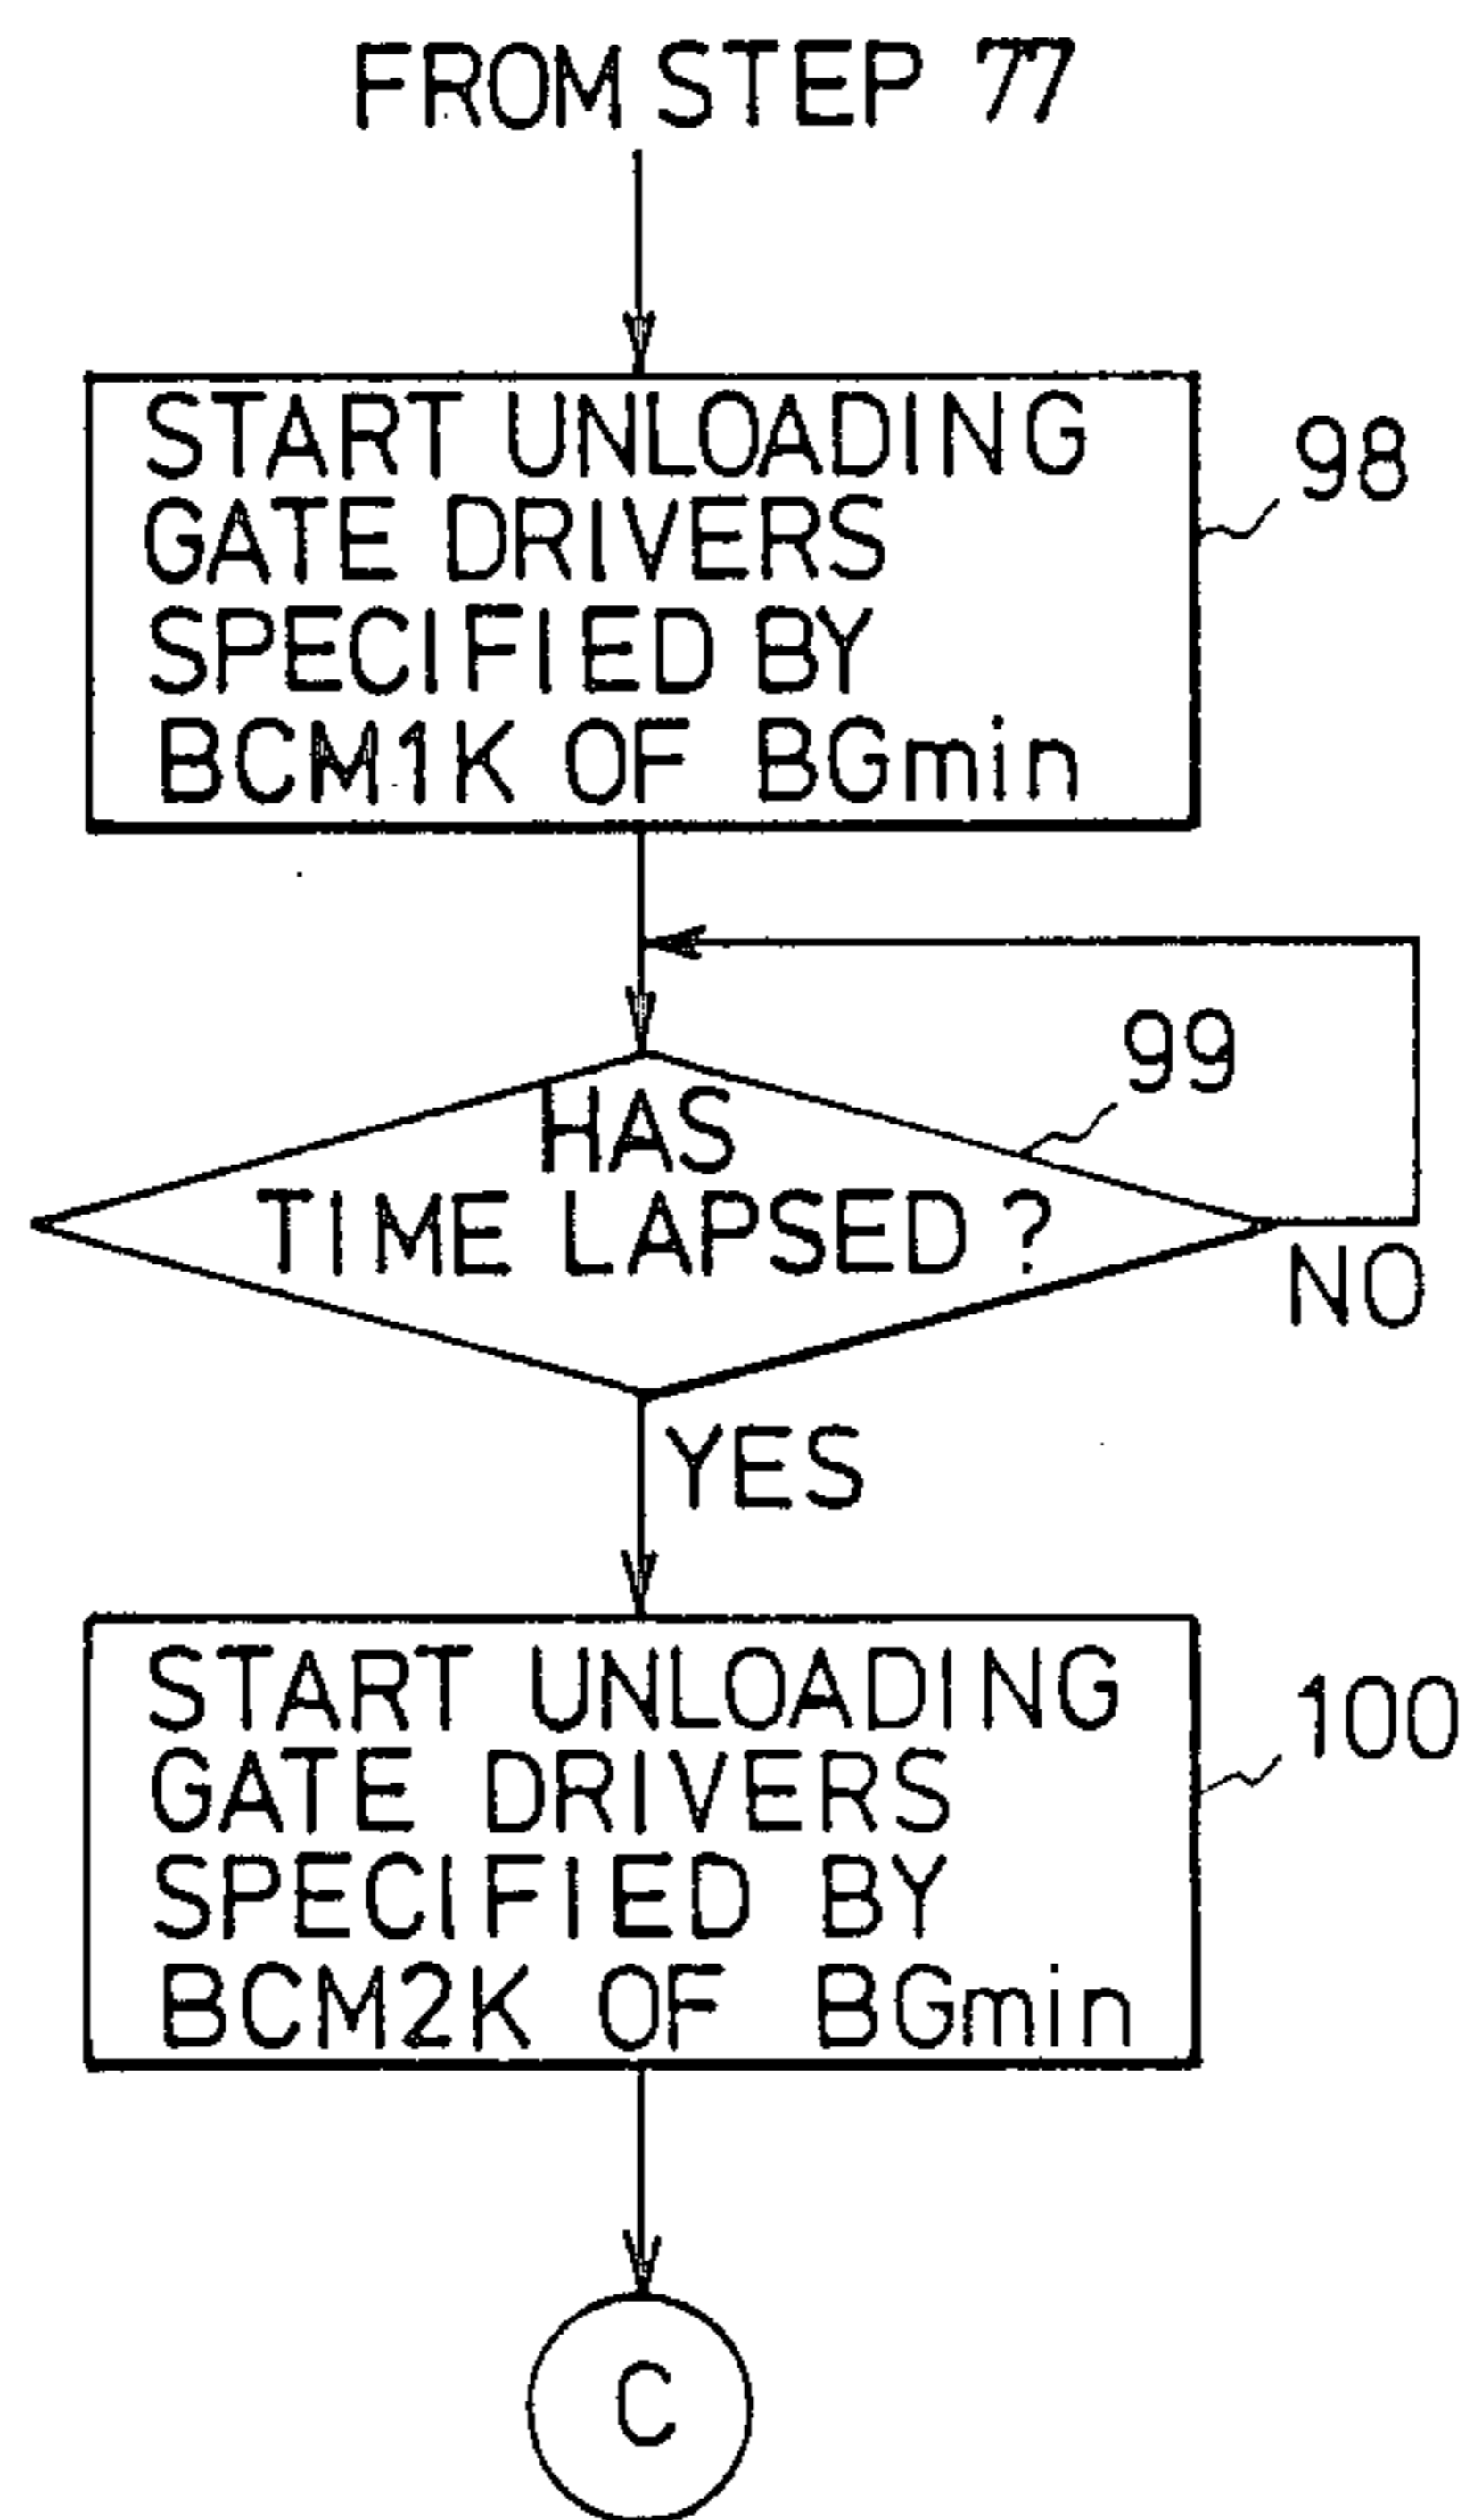 FROM STEP 77
START UNLOADING
GATE DRIVERS
SPECIFIED BY
BCM1K OF BGmin
98
99
HAS
TIME LAPSED ?
NO
YES
START UNLOADING
GATE DRIVERS
SPECIFIED BY
BCM2K OF BGmin
100
C